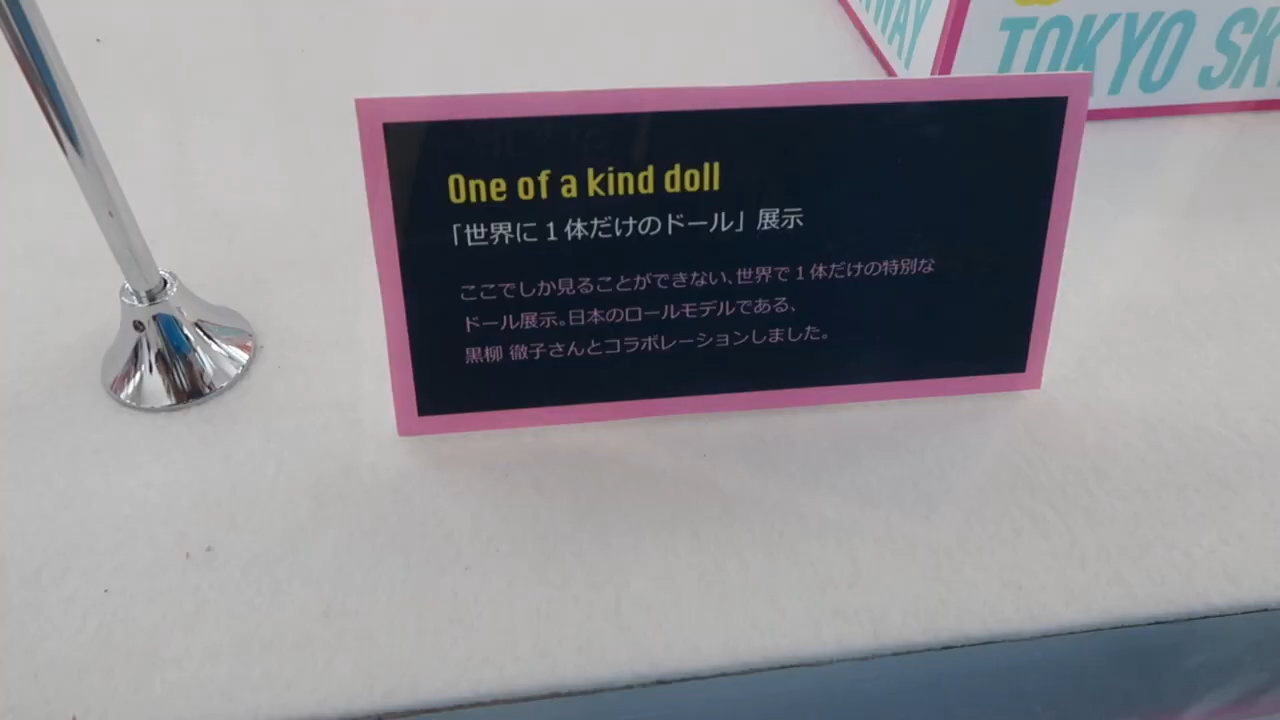 TOKYO SK
One of a kind doll
「世界に1体だけのドール」展示
ここでしか見ることができない、世界で1体だけの特別な
ドール展示。日本のロールモデルである、
黒柳 徹子さんとコラボレーションしました。